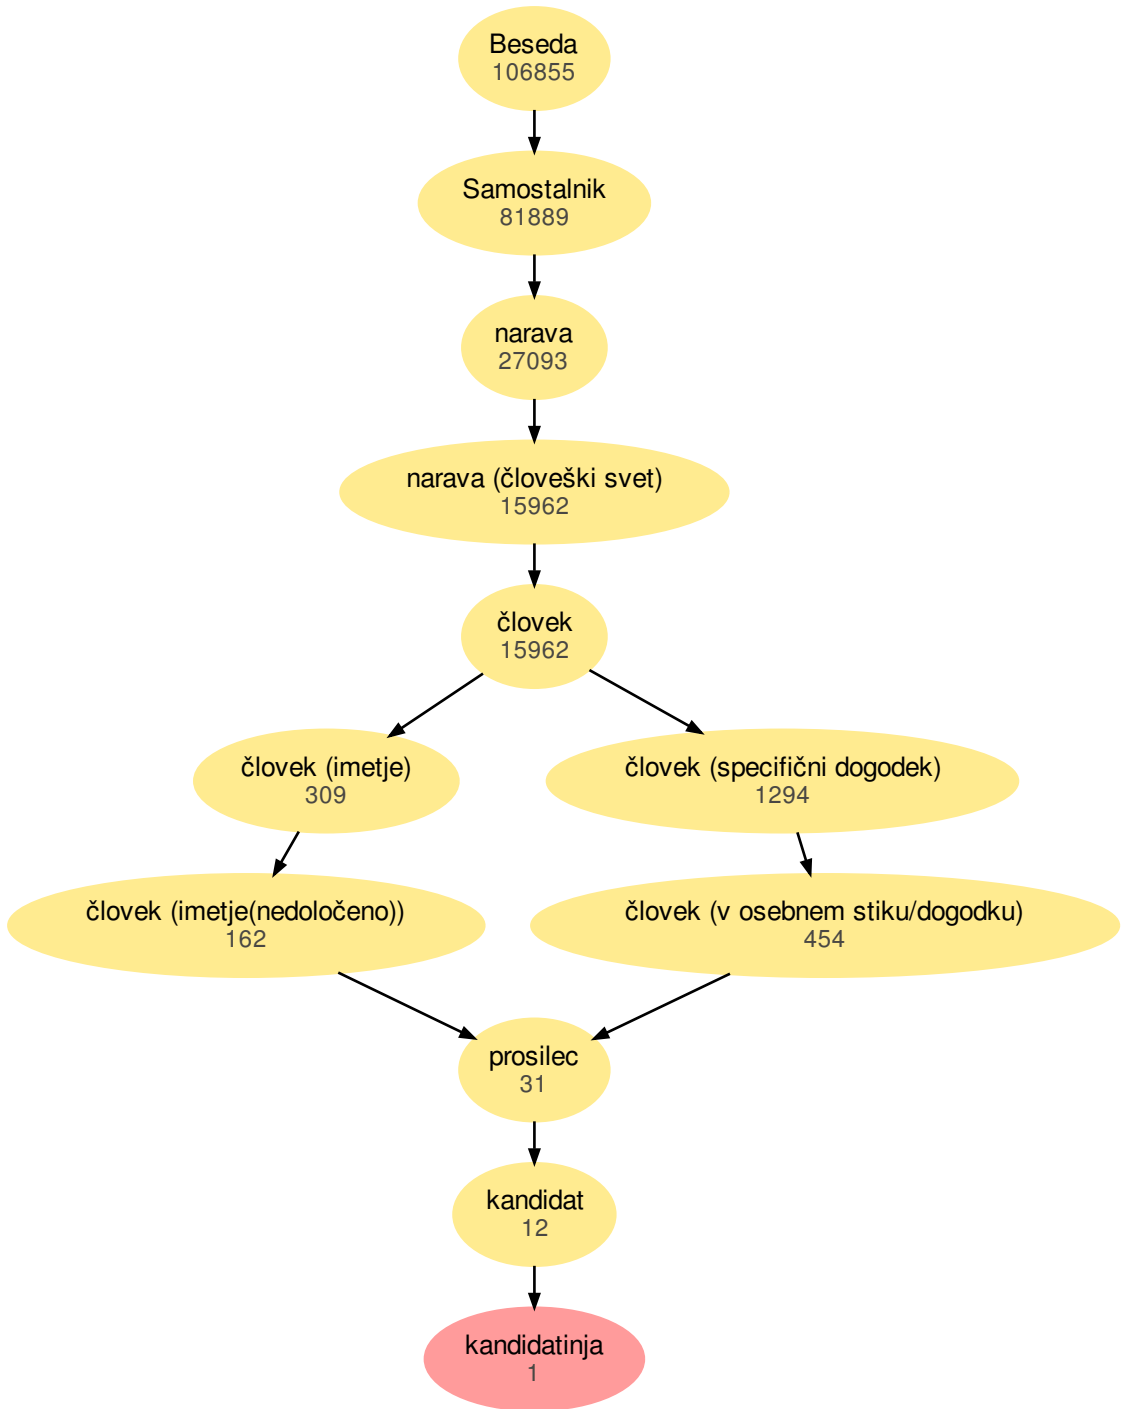 Beseda
106855
Samostalnik
81889
narava
27093
narava (človeški svet)
15962
človek
15962
človek (imetje)
309
človek (specifični dogodek)
1294
človek (imetje(nedoločeno))
162
človek (v osebnem stiku/dogodku)
454
prosilec
31
kandidat
12
kandidatinja
1